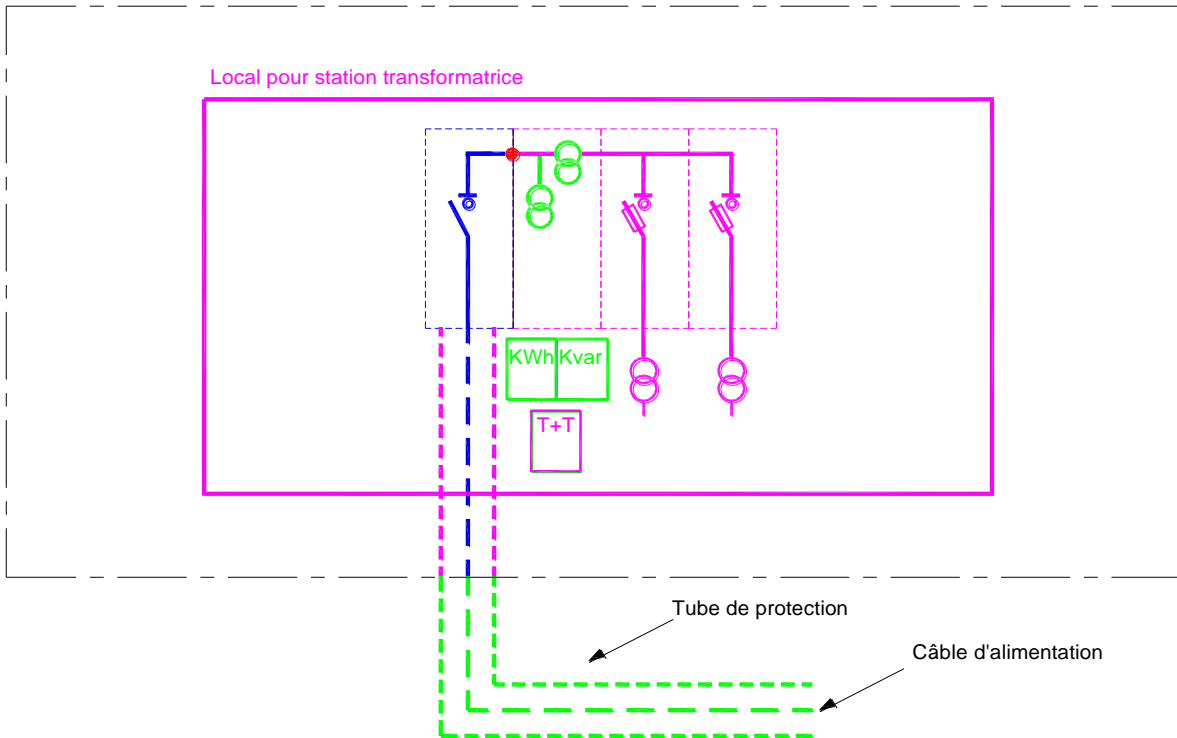 Local pour station transformatrice
KWh Kvar
T+T
Tube de protection
Câble d'alimentation